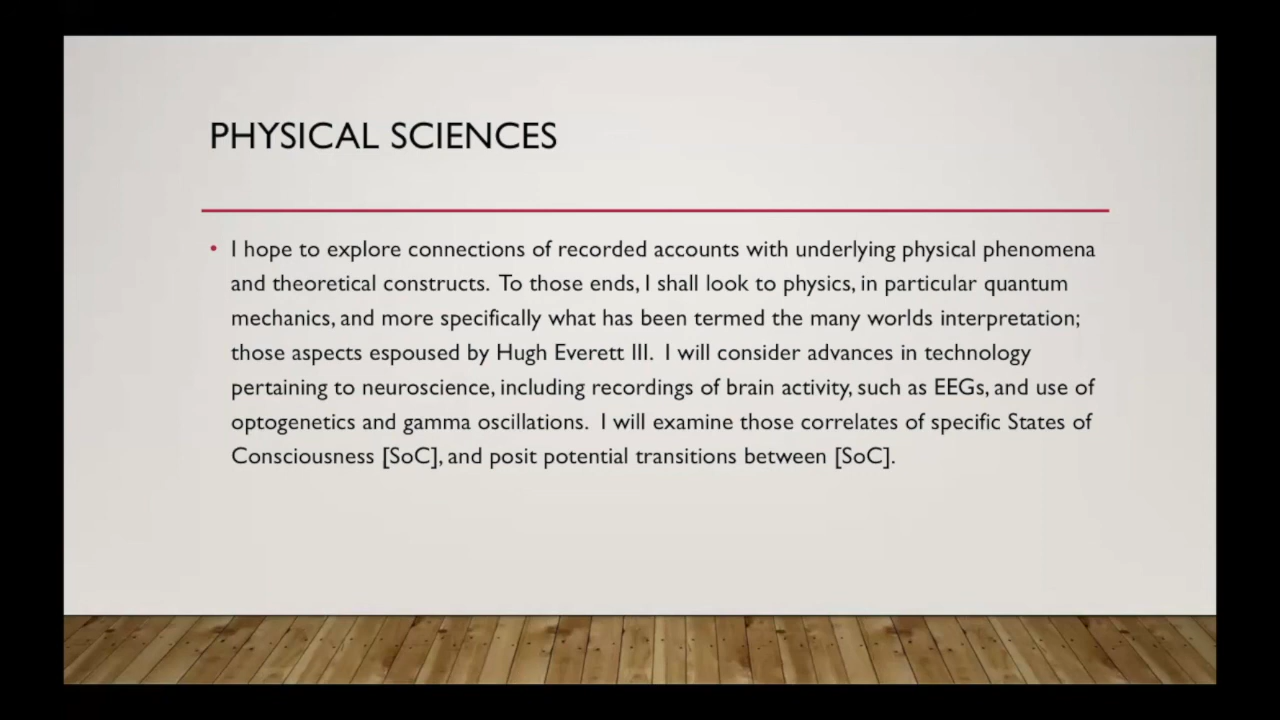 PHYSICAL SCIENCES
• I hope to explore connections of recorded accounts with underlying physical phenomena
and theoretical constructs.  To those ends, I shall look to physics, in particular quantum
mechanics, and more specifically what has been termed the many worlds interpretation;
those aspects espoused by Hugh Everett III.  I will consider advances in technology
pertaining to neuroscience, including recordings of brain activity, such as EEGs, and use of
optogenetics and gamma oscillations.  I will examine those correlates of specific States of
Consciousness [SoC], and posit potential transitions between [SoC].